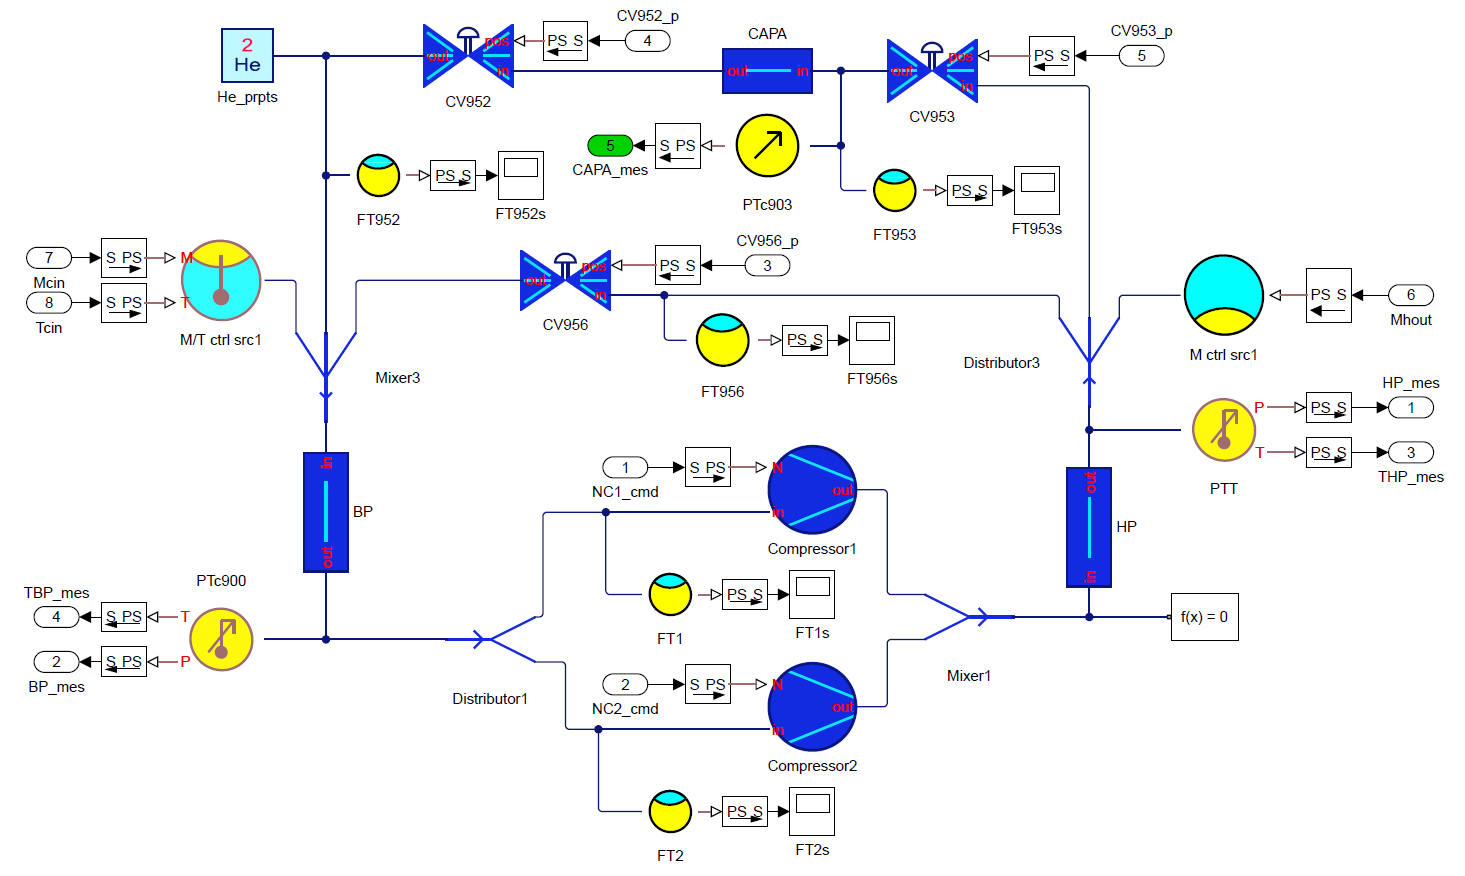 CV952_p
4
PS S
pos
out
in
CV952
2
He
He_prpts
CAPA
out
in
CV953_p
5
PS S
pos
out
in
CV953
5
CAPA_mes
S PS
PTc903
FT952
PS S
FT952s
FT953
PS S
FT953s
7
Mcin
S PS
M
8
Tcin
S PS
T
M/T ctrl src1
CV956_p
3
PS S
pos
out
in
CV956
FT956
PS S
FT956s
6
Mhout
PS S
M ctrl src1
Mixer3
Distributor3
P
PS S
HP_mes
1
T
PS S
3
THP_mes
PTT
in
out
BP
1
NC1_cmd
S PS
N
out
in
Compressor1
out
in
HP
PTc900
TBP_mes
4
S PS
T
2
BP_mes
S PS
P
FT1
PS S
FT1s
f(x) = 0
Distributor1
2
NC2_cmd
S PS
N
out
in
Compressor2
Mixer1
FT2
PS S
FT2s